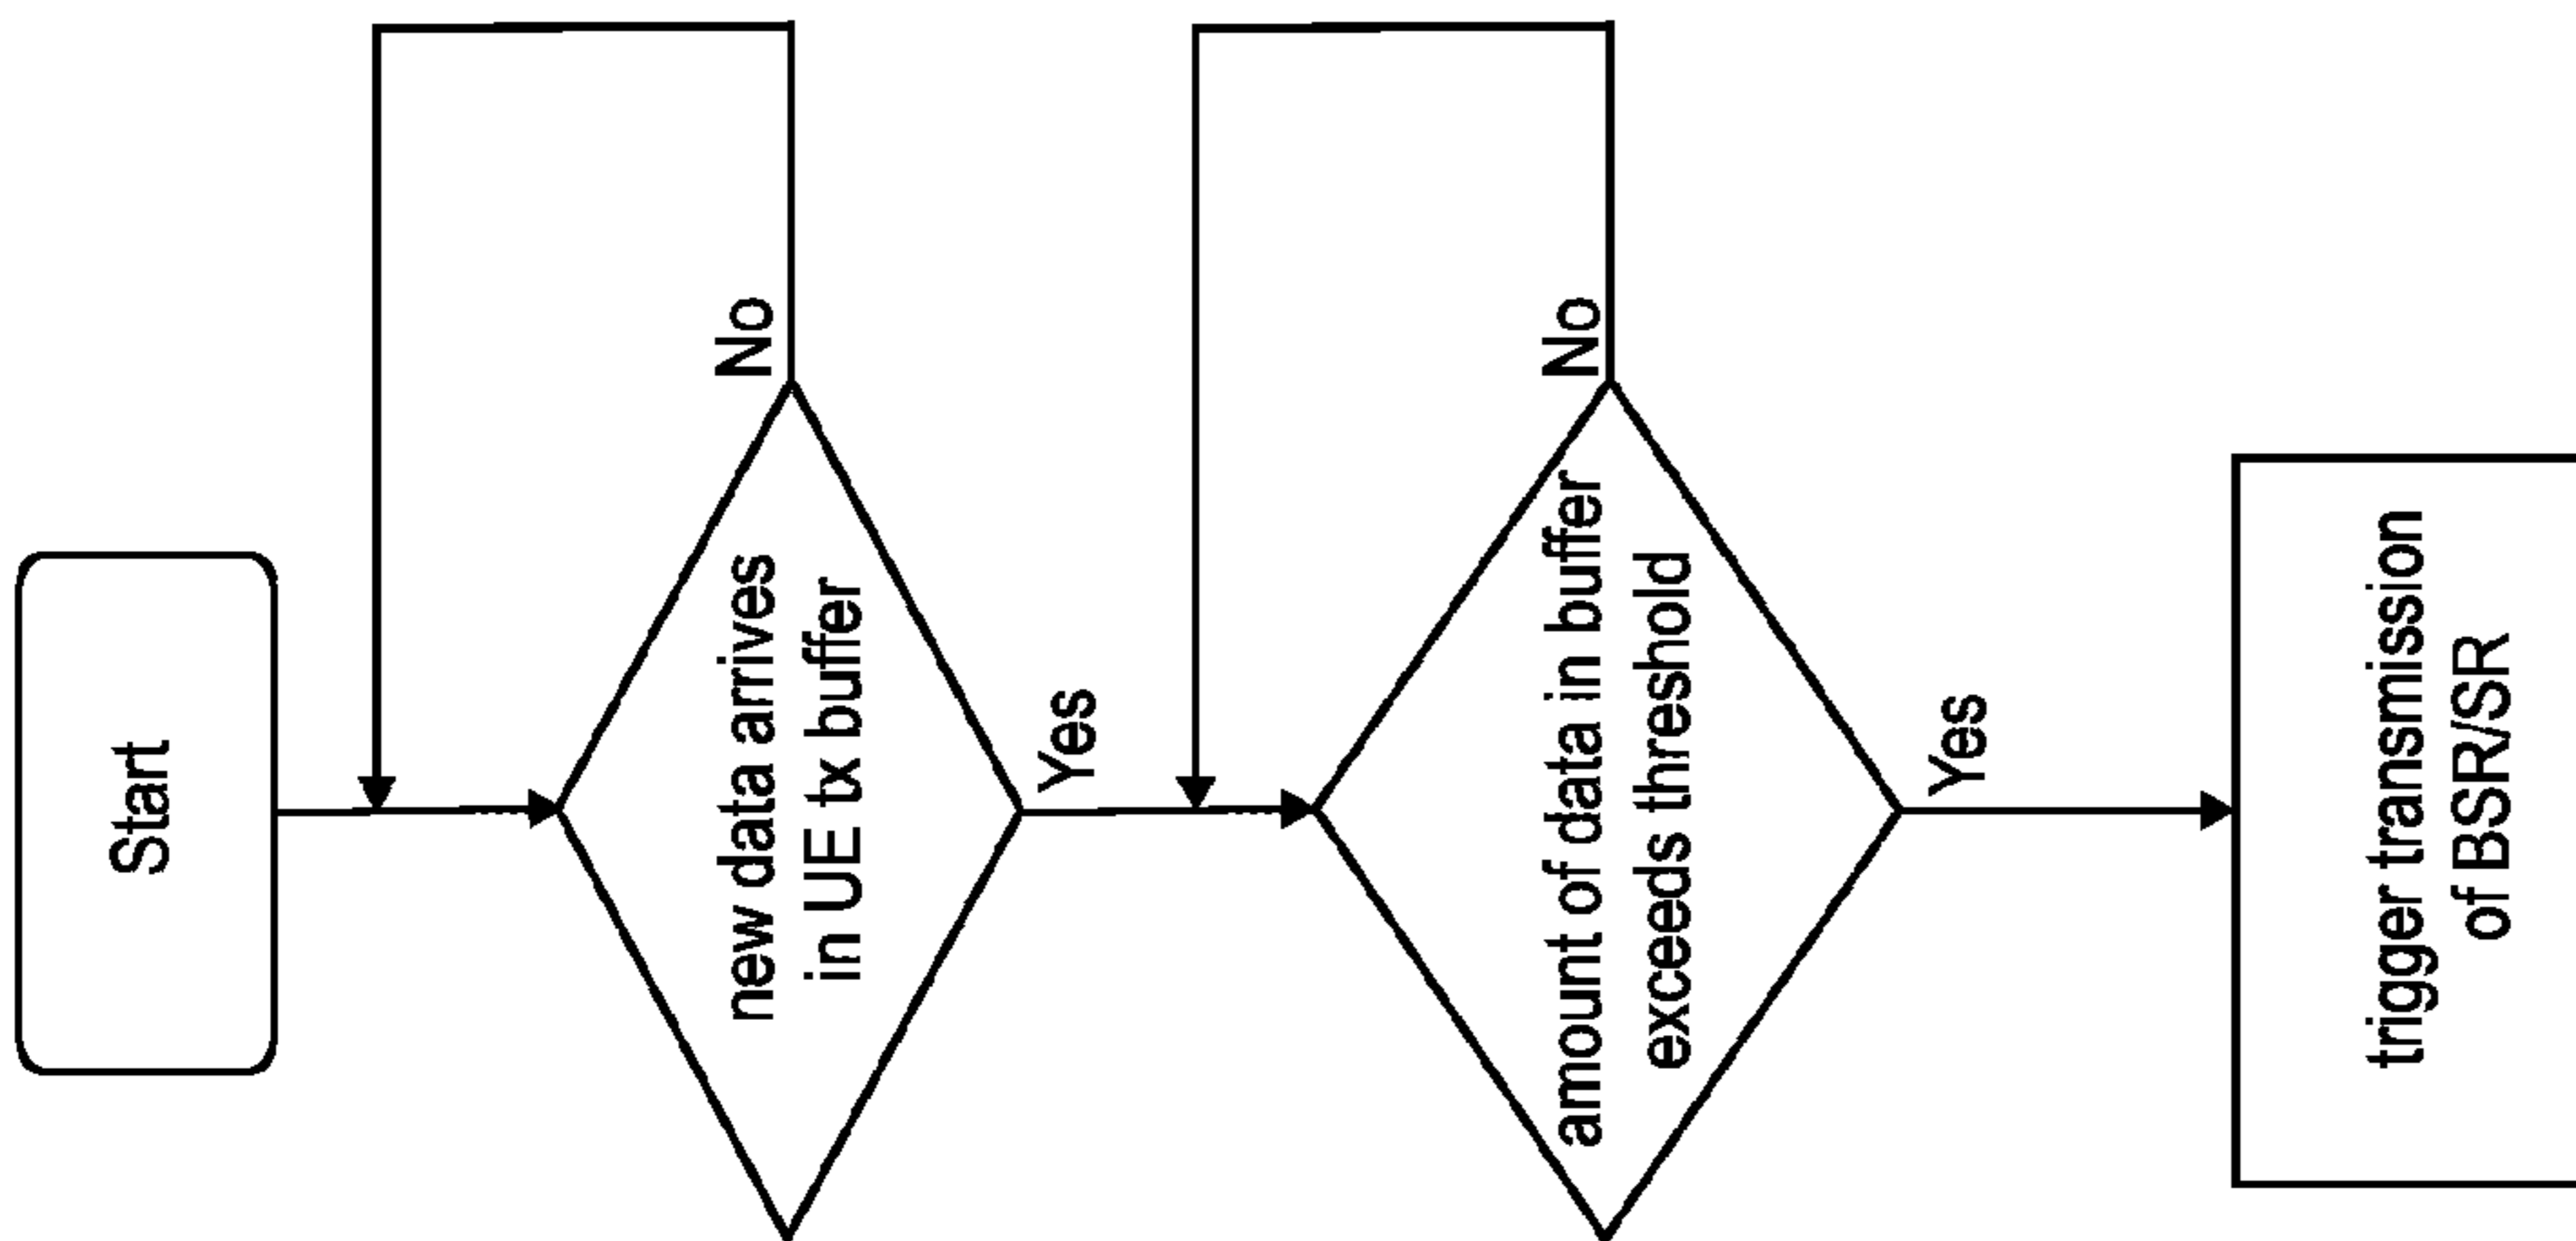 Start
new data arrives
in UE tx buffer
No
Yes
amount of data in buffer
exceeds threshold
No
Yes
trigger transmission
of BSR/SR